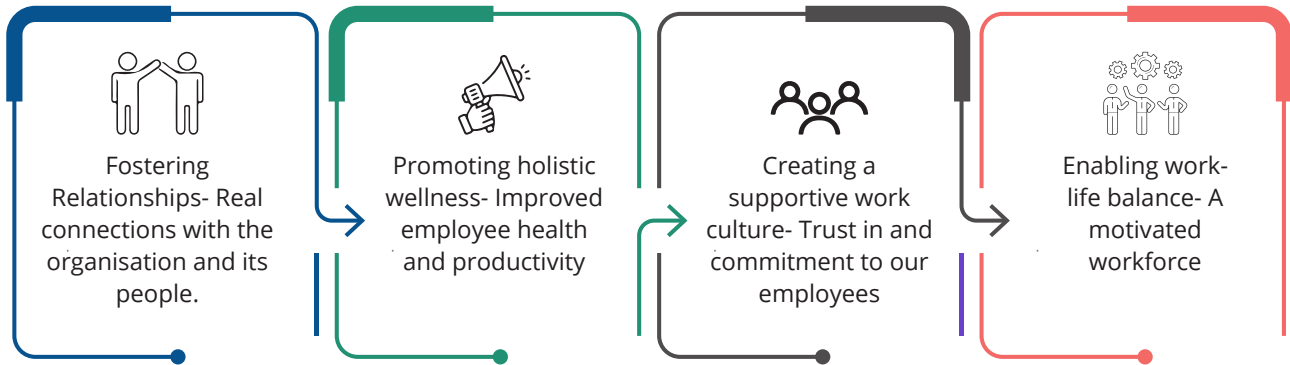 Fostering
Relationships- Real
connections with the
organisation and its
people.
Promoting holistic
wellness- Improved
employee health
and productivity
Creating a
supportive work
culture- Trust in and
commitment to our
employees
Enabling work-
life balance- A
motivated
workforce